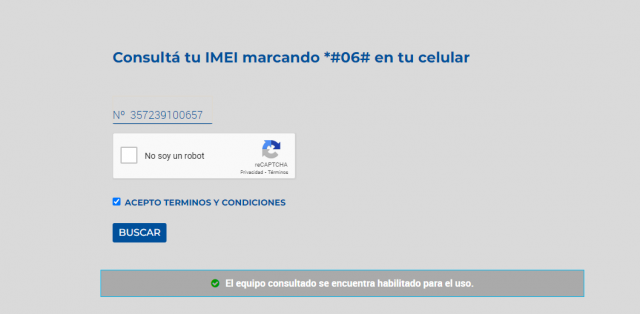 Consultá tu IMEI marcando *#06# en tu celular
Nº 357239100657
No soy un robot
reCAPTCHA
Privacidad - Términos
ACEPTO TERMINOS Y CONDICIONES
BUSCAR
El equipo consultado se encuentra habilitado para el uso.